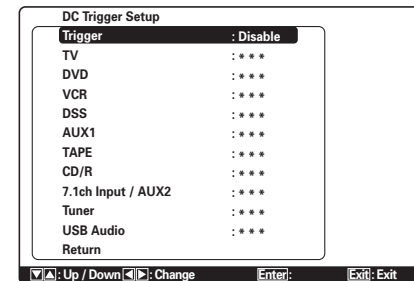 DC Trigger Setup
Trigger : Disable
TV : * * *
DVD : * * *
VCR : * * *
DSS : * * *
AUX1 : * * *
TAPE : * * *
CD/R : * * *
7.1ch Input / AUX2 : * * *
Tuner : * * *
USB Audio : * * *
Return
▼▲: Up / Down ◀▶: Change Enter: Exit: Exit